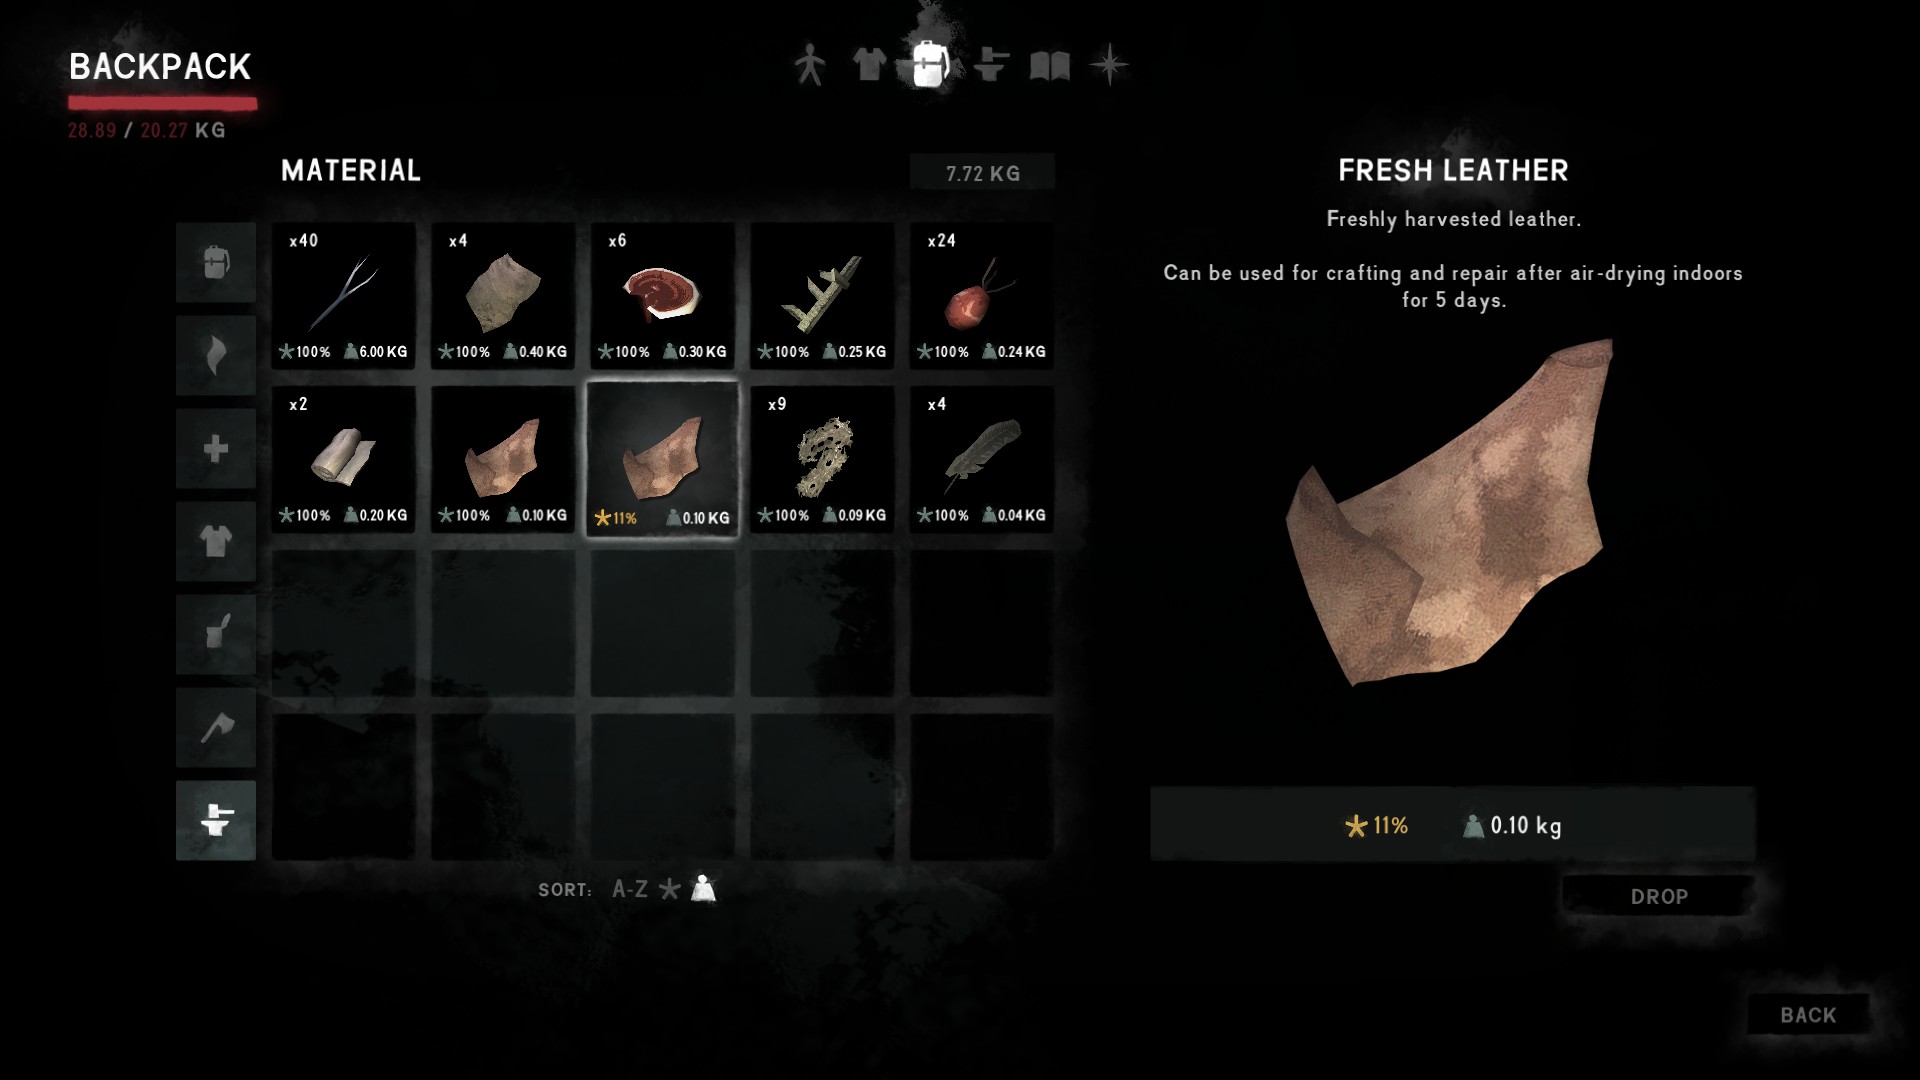 BACKPACK
28.89 / 20.27 KG
MATERIAL
7.72 KG
x40
x4
x6
x24
100% 6.00 KG
100% 0.40 KG
100% 0.30 KG
100% 0.25 KG
100% 0.24 KG
x2
x9
x4
100% 0.20 KG
100% 0.10 KG
11% 0.10 KG
100% 0.09 KG
100% 0.04 KG
SORT: A-Z
FRESH LEATHER
Freshly harvested leather.
Can be used for crafting and repair after air-drying indoors
for 5 days.
11% 0.10 kg
DROP
BACK